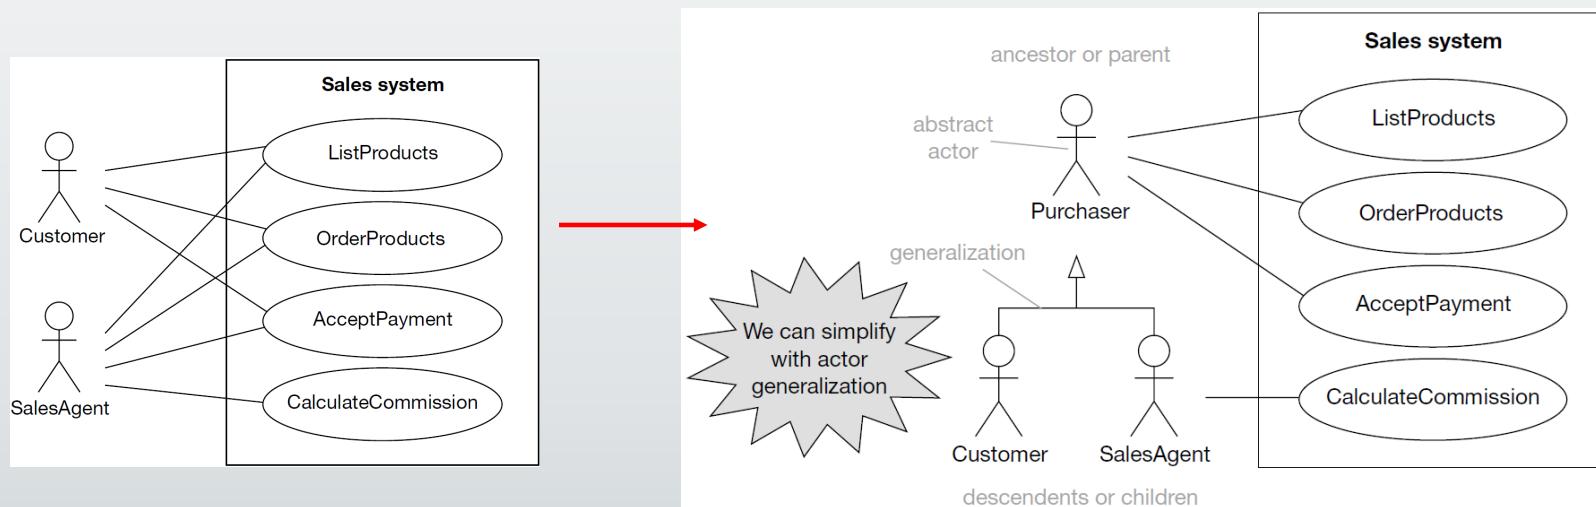 Sales system
ListProducts
Customer
OrderProducts
SalesAgent
AcceptPayment
CalculateCommission
ancestor or parent
abstract
actor
Purchaser
generalization
We can simplify
with actor
generalization
Customer
SalesAgent
descendents or children
Sales system
ListProducts
OrderProducts
AcceptPayment
CalculateCommission